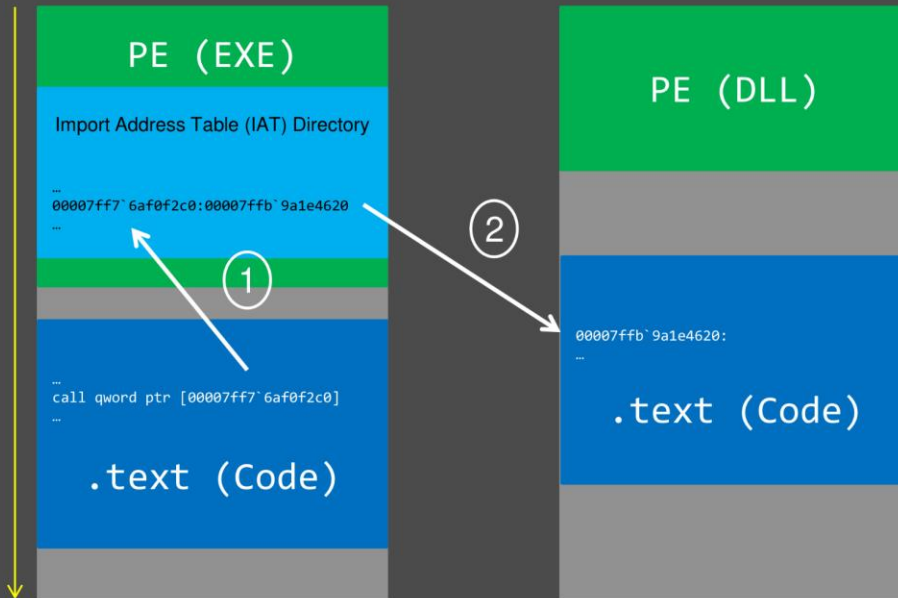 PE (EXE)
Import Address Table (IAT) Directory
…
00007ff7`6af0f2c0:00007ffb`9a1e4620
…
1
…
call qword ptr [00007ff7`6af0f2c0]
…
.text (Code)
2
PE (DLL)
00007ffb`9a1e4620:
…
.text (Code)